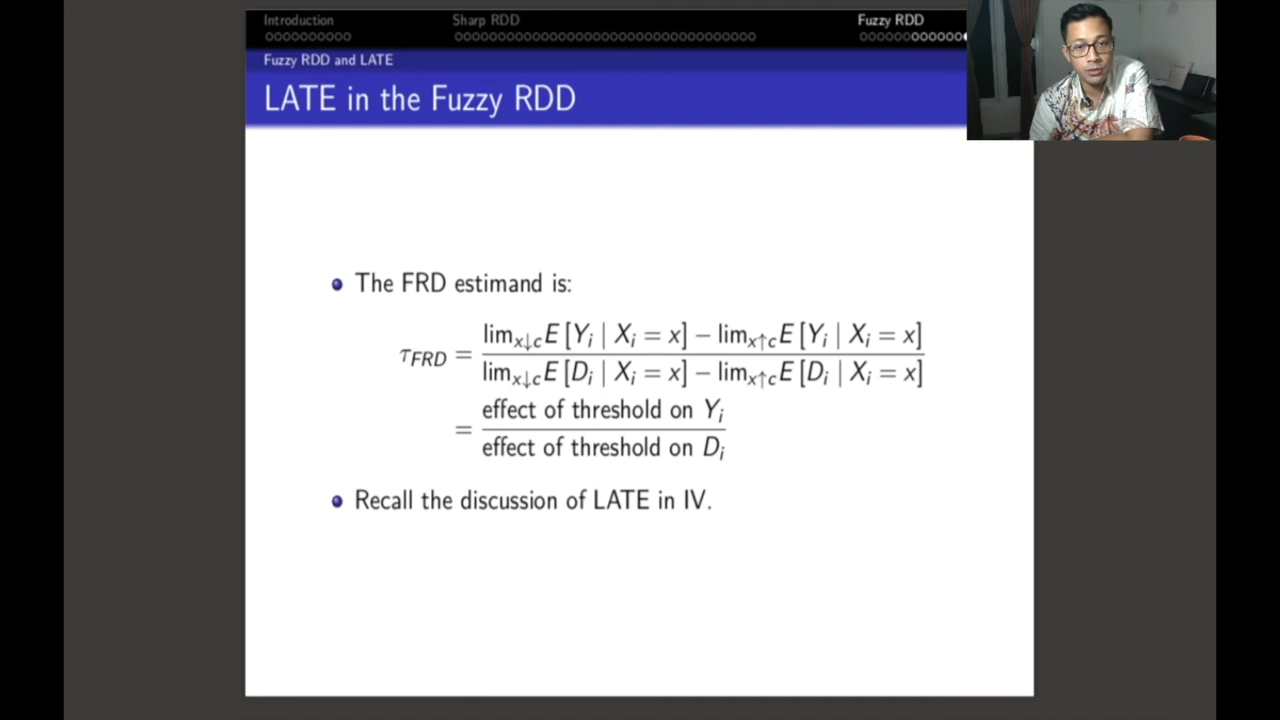 Introduction Sharp RDD Fuzzy RDD
Fuzzy RDD and LATE
LATE in the Fuzzy RDD
The FRD estimand is:
τ_FRD = (lim_{x↓c} E [Y_i | X_i = x] − lim_{x↑c} E [Y_i | X_i = x]) / (lim_{x↓c} E [D_i | X_i = x] − lim_{x↑c} E [D_i | X_i = x])
= effect of threshold on Y_i / effect of threshold on D_i
Recall the discussion of LATE in IV.